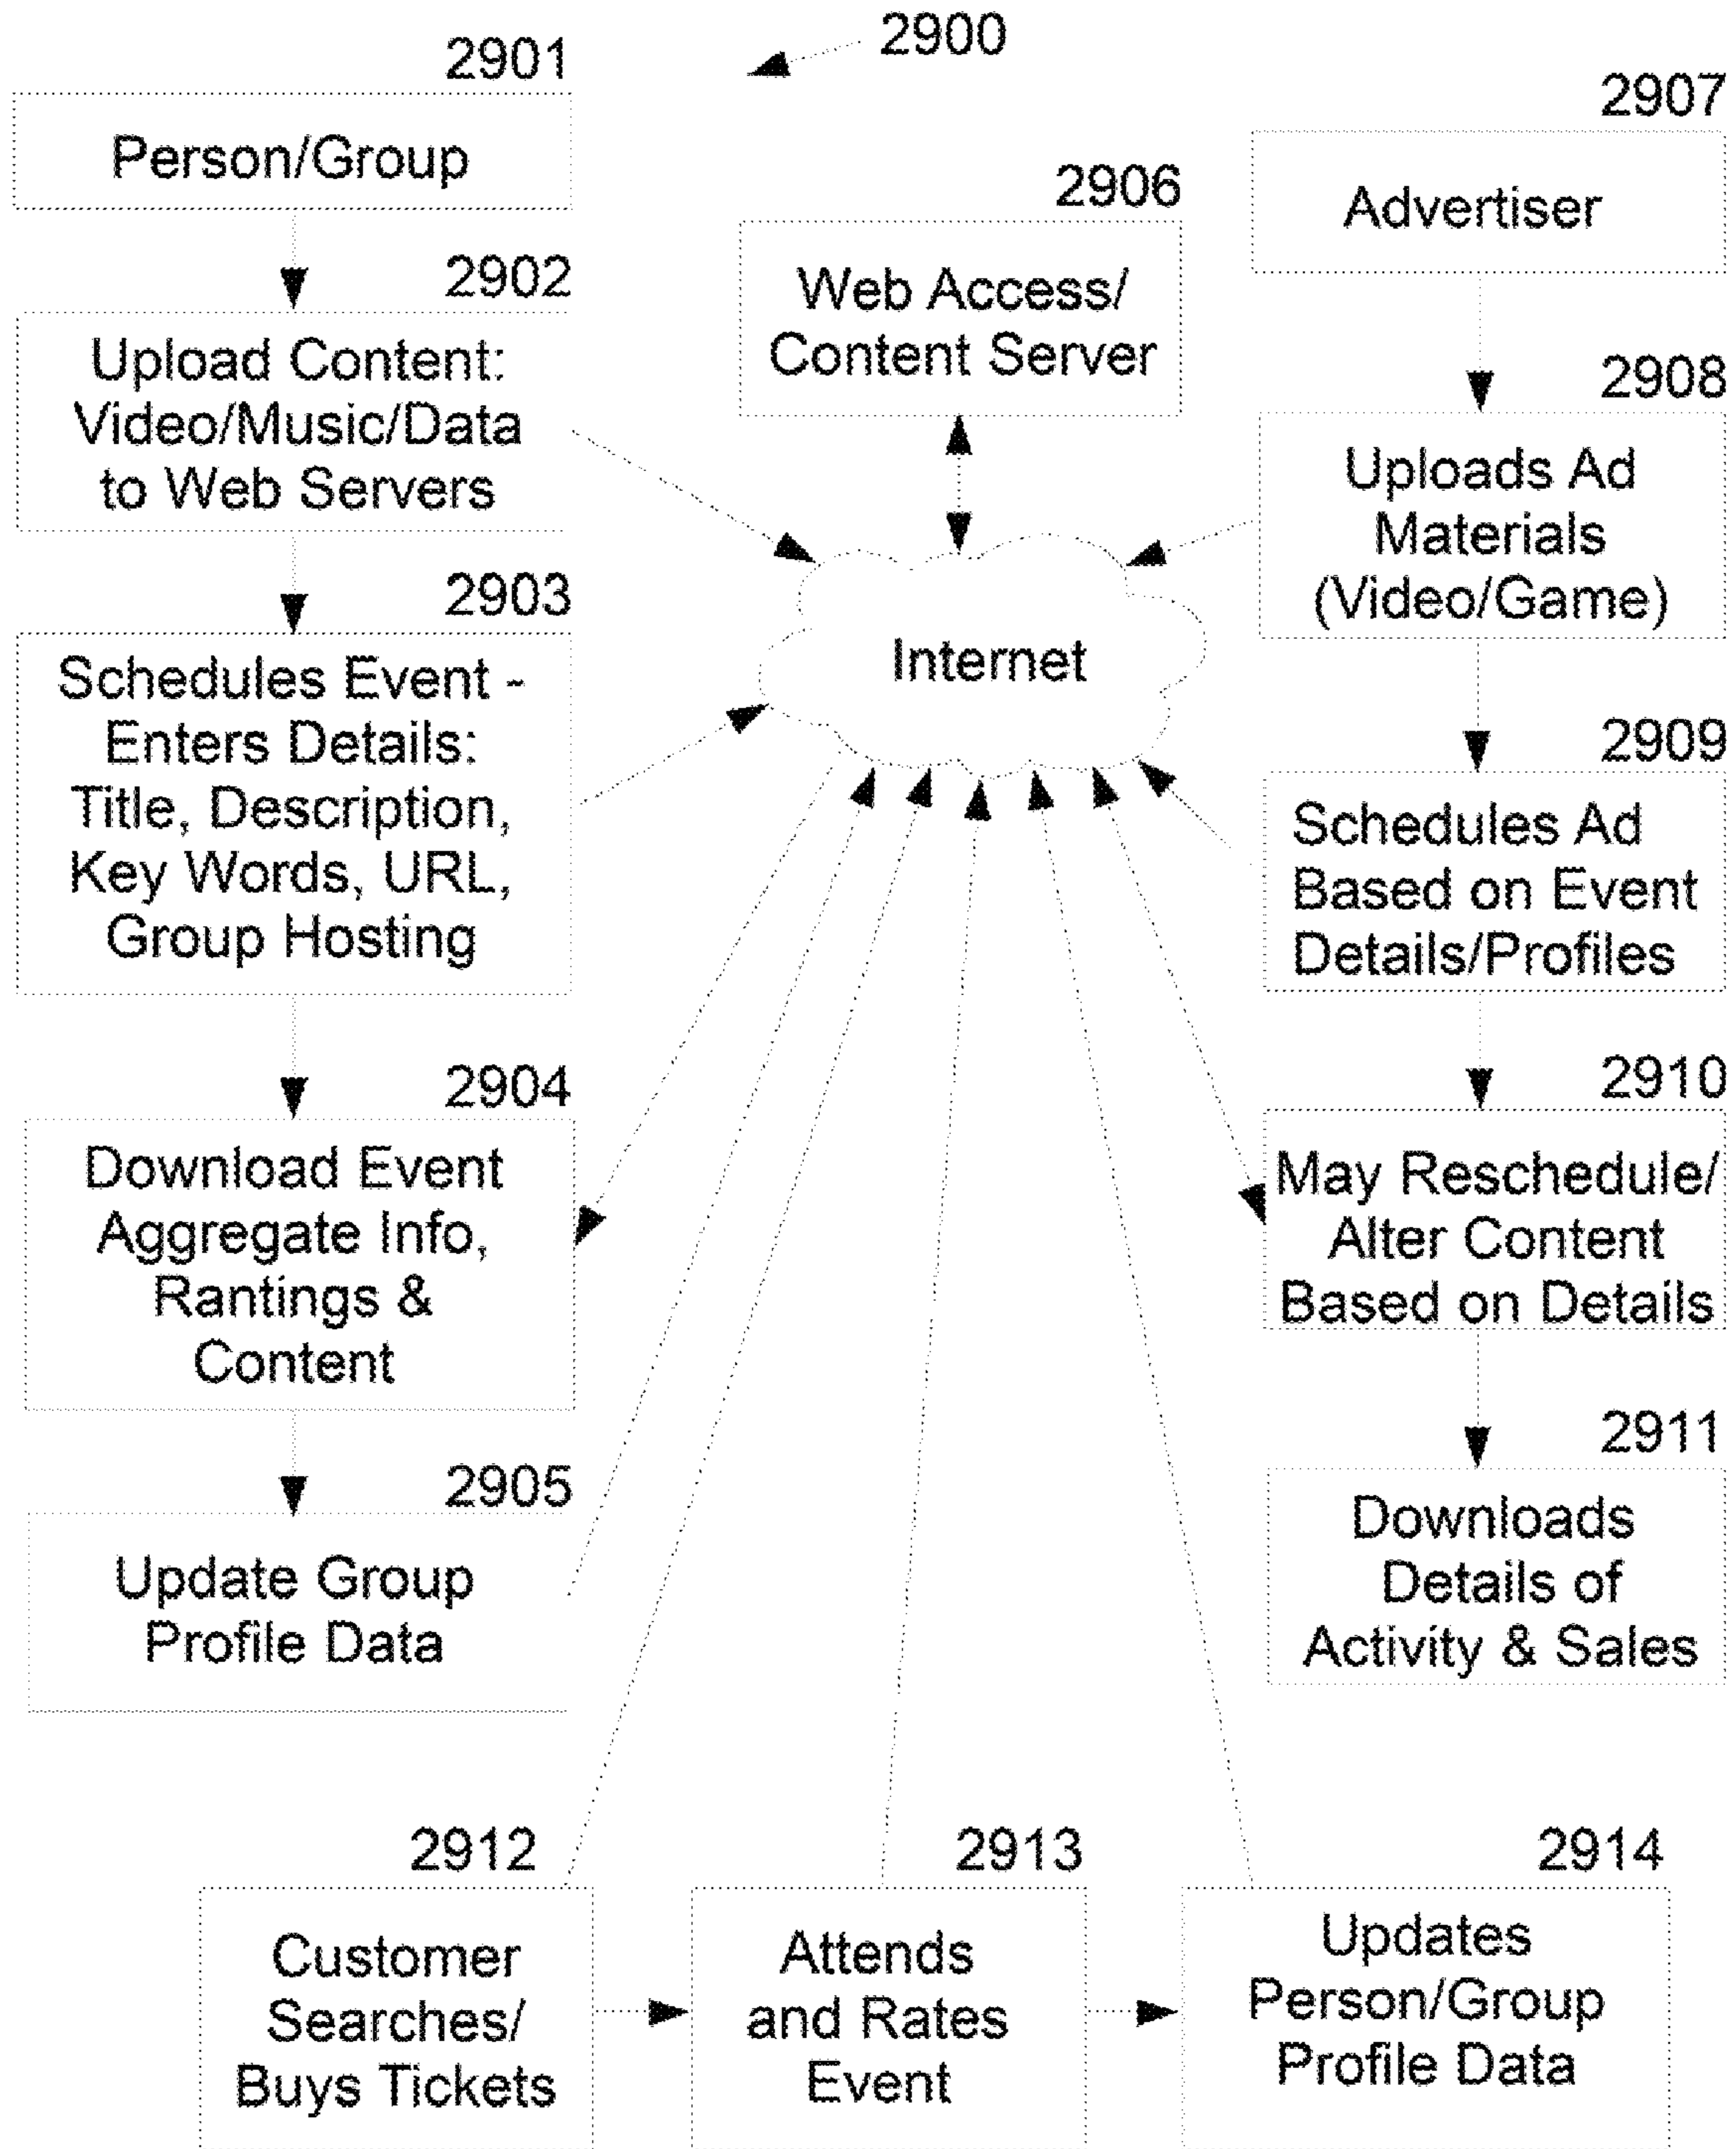 2900
2901
Person/Group
2902
Upload Content:
Video/Music/Data
to Web Servers
2903
Schedules Event -
Enters Details:
Title, Description,
Key Words, URL,
Group Hosting
2904
Download Event
Aggregate Info,
Rantings &
Content
2905
Update Group
Profile Data
2906
Web Access/
Content Server
Internet
2907
Advertiser
2908
Uploads Ad
Materials
(Video/Game)
2909
Schedules Ad
Based on Event
Details/Profiles
2910
May Reschedule/
Alter Content
Based on Details
2911
Downloads
Details of
Activity & Sales
2912
Customer
Searches/
Buys Tickets
2913
Attends
and Rates
Event
2914
Updates
Person/Group
Profile Data